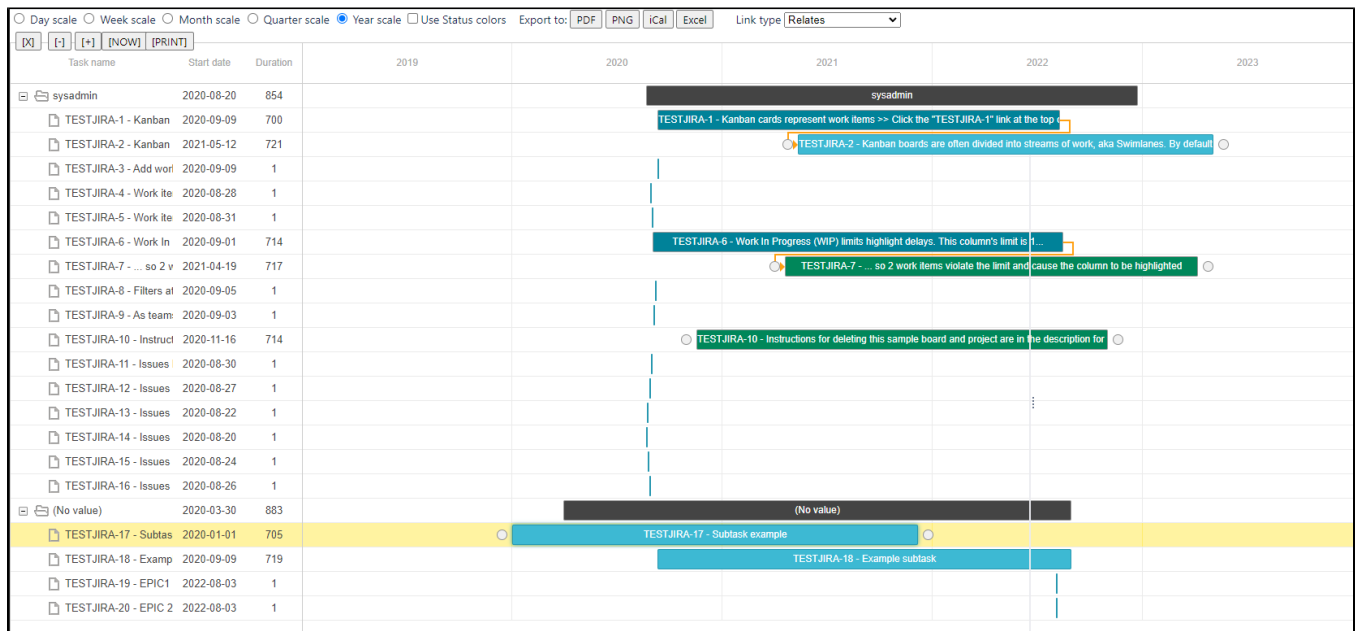 Day scale Week scale Month scale Quarter scale Year scale Use Status colors Export to: PDF PNG iCal Excel Link type Relates
[X] [-] [+] [NOW] [PRINT]
Task name Start date Duration 2019 2020 2021 2022 2023
sysadmin 2020-08-20 854 sysadmin
TESTJIRA-1 - Kanban 2020-09-09 700 TESTJIRA-1 - Kanban cards represent work items >> Click the "TESTJIRA-1" link at the top
TESTJIRA-2 - Kanban 2021-05-12 721 TESTJIRA-2 - Kanban boards are often divided into streams of work, aka Swimlanes. By default
TESTJIRA-3 - Add wor 2020-09-09 1
TESTJIRA-4 - Work ite 2020-08-28 1
TESTJIRA-5 - Work ite 2020-08-31 1
TESTJIRA-6 - Work In 2020-09-01 714 TESTJIRA-6 - Work In Progress (WIP) limits highlight delays. This column's limit is 1...
TESTJIRA-7 - ... so 2 w 2021-04-19 717 TESTJIRA-7 - ... so 2 work items violate the limit and cause the column to be highlighted
TESTJIRA-8 - Filters at 2020-09-05 1
TESTJIRA-9 - As team 2020-09-03 1
TESTJIRA-10 - Instruct 2020-11-16 714 TESTJIRA-10 - Instructions for deleting this sample board and project are in the description for
TESTJIRA-11 - Issues 2020-08-30 1
TESTJIRA-12 - Issues 2020-08-27 1
TESTJIRA-13 - Issues 2020-08-22 1
TESTJIRA-14 - Issues 2020-08-20 1
TESTJIRA-15 - Issues 2020-08-24 1
TESTJIRA-16 - Issues 2020-08-26 1
(No value) 2020-03-30 883 (No value)
TESTJIRA-17 - Subtas 2020-01-01 705 TESTJIRA-17 - Subtask example
TESTJIRA-18 - Examp 2020-09-09 719 TESTJIRA-18 - Example subtask
TESTJIRA-19 - EPIC1 2022-08-03 1
TESTJIRA-20 - EPIC 2 2022-08-03 1